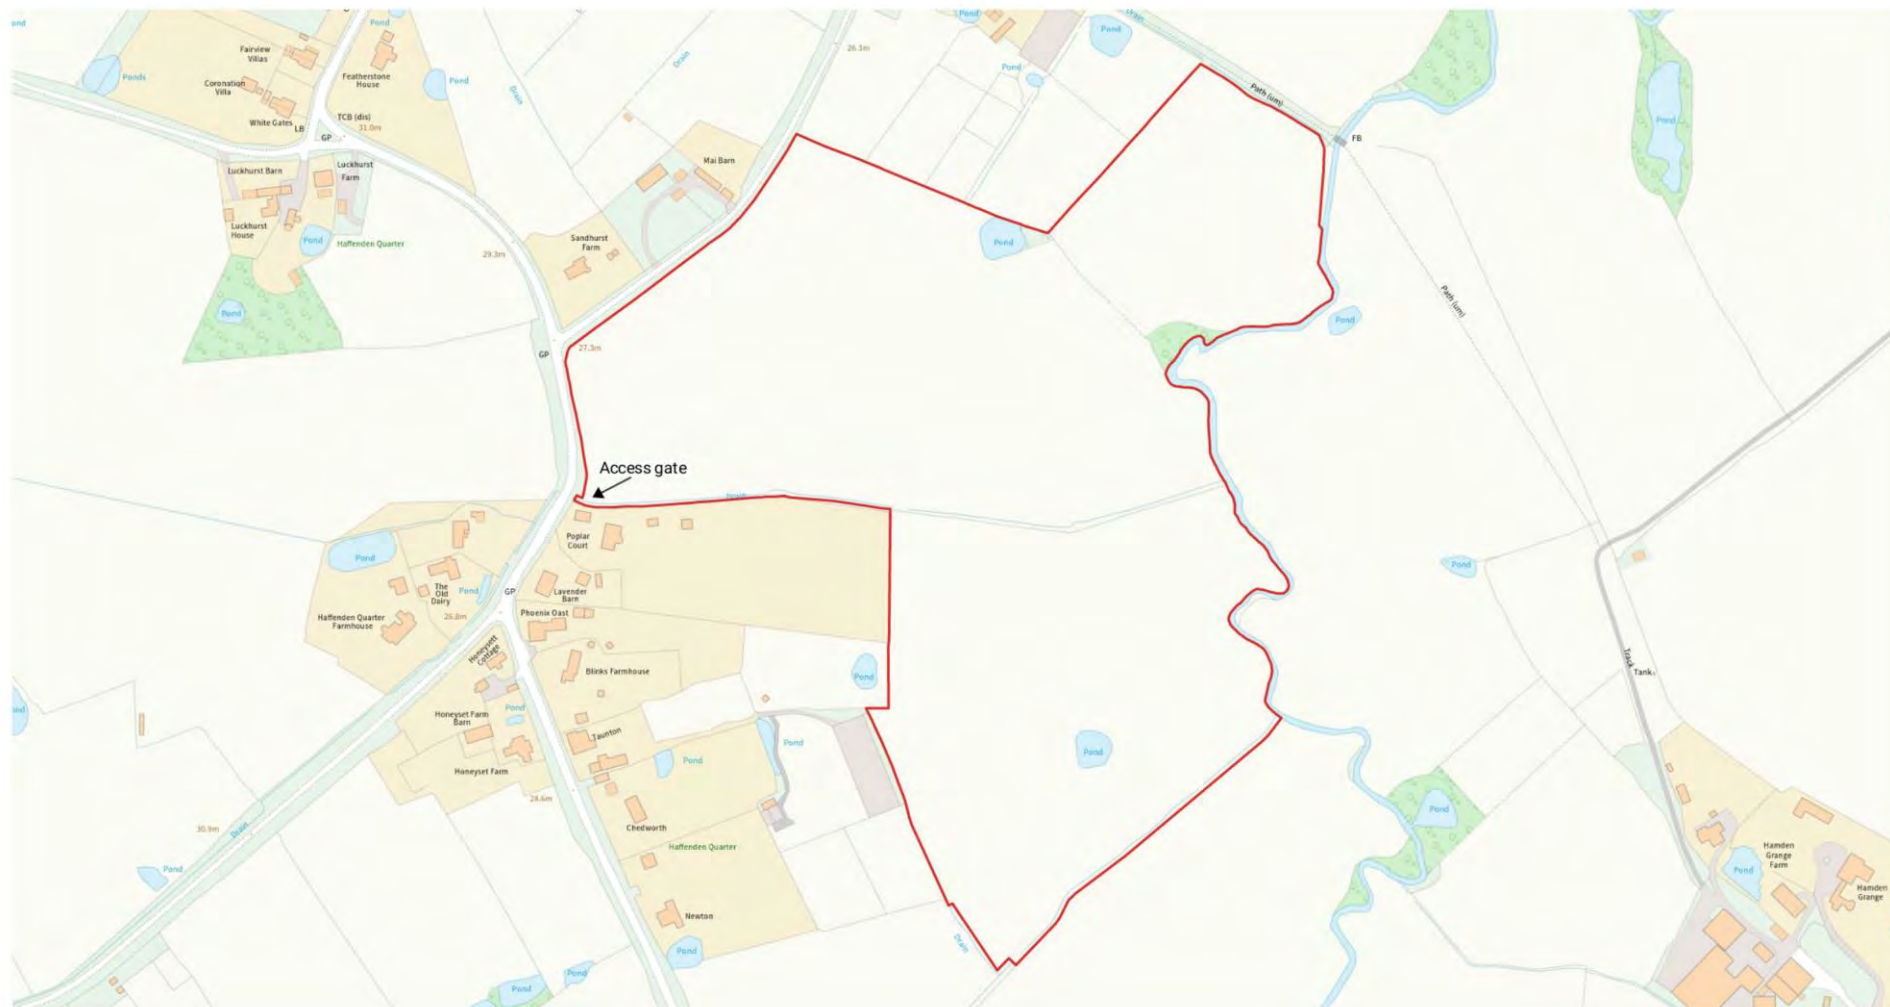 Pond
Pond
Pond
Drain
26.3m
Fairview
Villas
Featherstone
House
Ponds
Pond
Drain
Pond
Pond
Coronation
Villa
Drain
Path (um)
White Gates
LB
TCB (dis)
GP
31.0m
FB
Pond
Luckhurst Barn
Luckhurst
Farm
Mai Barn
Luckhurst
House
Pond
Haffenden Quarter
Sandhurst
Farm
Pond
29.3m
Path (um)
Pond
Pond
GP
27.3m
Access gate
Drain
Poplar
Court
Pond
Pond
The
Old
Dairy
Pond
GP
Lavender
Barn
Haffenden Quarter
Farmhouse
26.8m
Phoenix Oast
Honeysett
Cottage
Blinks Farmhouse
Pond
Track
Tank
Honeyset Farm
Barn
Pond
Taunton
Pond
Pond
Pond
Honeyset Farm
28.6m
Pond
30.9m
Drain
Chedworth
Haffenden Quarter
Hamden
Grange
Farm
Pond
Pond
Hamden
Grange
Newton
Drain
Pond
Pond
Pond